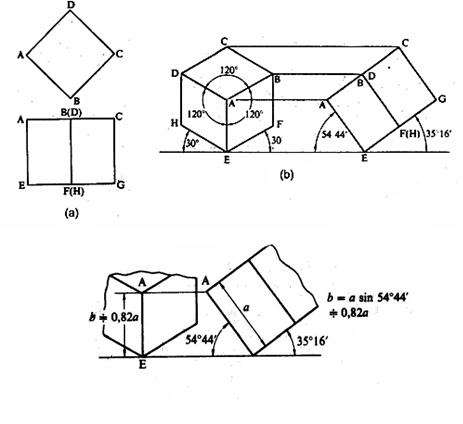 D
A
C
B
A
B(D)
C
E
F(H)
G
(a)
C
D
120°
B
A
120°
120°
H
F
30°
30
E
C
B
D
A
G
F(H)
54 44′
35°16′
E
(b)
A
A
b ≑ 0,82a
a
b = a sin 54°44′
≑ 0,82a
54°44′
35°16′
E